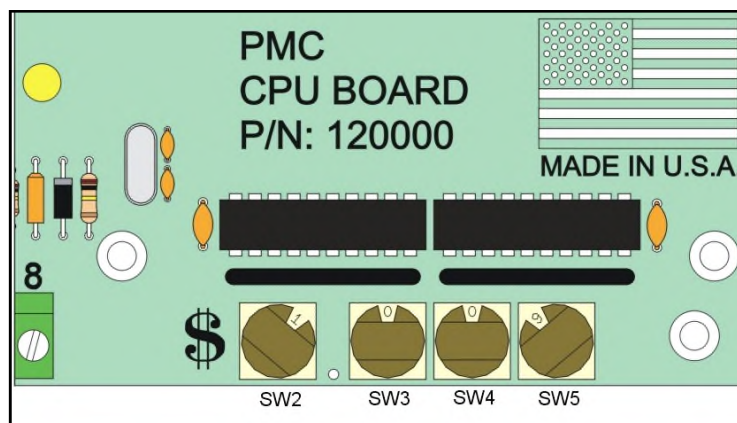 PMC
CPU BOARD
P/N: 120000
MADE IN U.S.A
8
$
1
0
0
9
SW2
SW3
SW4
SW5